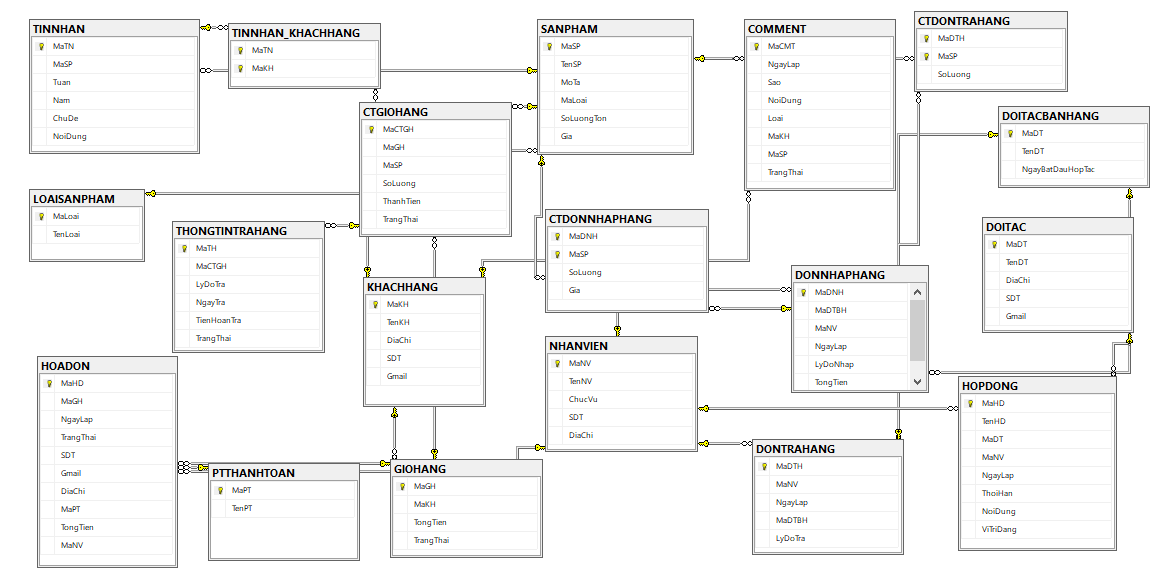 TINNHAN
MaTN
MaSP
Tuan
Nam
ChuDe
NoiDung
TINNHAN_KHACHHANG
MaTN
MaKH
SANPHAM
MaSP
TenSP
MoTa
MaLoai
SoLuongTon
Gia
COMMENT
MaCMT
NgayLap
Sao
NoiDung
Loai
MaKH
MaSP
TrangThai
CTDONTRAHANG
MaDTH
MaSP
SoLuong
CTGIOHANG
MaCTGH
MaGH
MaSP
SoLuong
ThanhTien
TrangThai
DOITACBANHANG
MaDT
TenDT
NgayBatDauHopTac
LOAISANPHAM
MaLoai
TenLoai
THONGTINTRAHANG
MaTH
MaCTGH
LyDoTra
NgayTra
TienHoanTra
TrangThai
CTDONNHAPHANG
MaDNH
MaSP
SoLuong
Gia
DOITAC
MaDT
TenDT
DiaChi
SDT
Gmail
KHACHHANG
MaKH
TenKH
DiaChi
SDT
Gmail
DONNHAPHANG
MaDNH
MaDTBH
MaNV
NgayLap
LyDoNhap
TongTien
NHANVIEN
MaNV
TenNV
ChucVu
SDT
DiaChi
HOADON
MaHD
MaGH
NgayLap
TrangThai
SDT
Gmail
DiaChi
MaPT
TongTien
MaNV
HOPDONG
MaHD
TenHD
MaDT
MaNV
NgayLap
ThoiHan
NoiDung
ViTriDang
PTTHANHTOAN
MaPT
TenPT
GIOHANG
MaGH
MaKH
TongTien
TrangThai
DONTRAHANG
MaDTH
MaNV
NgayLap
MaDTBH
LyDoTra